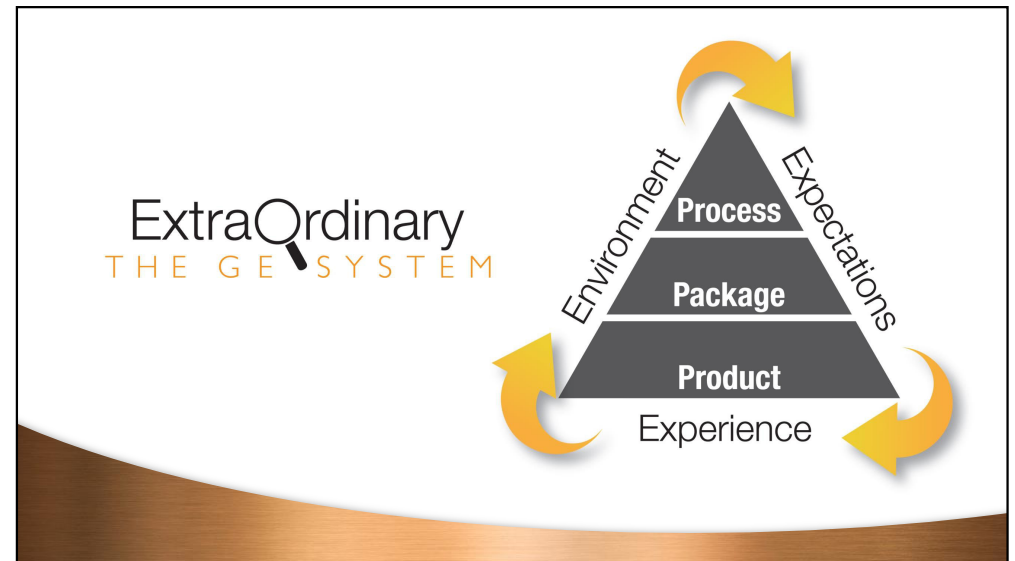 ExtraOrdinary
THE GE SYSTEM
Environment
Expectations
Process
Package
Product
Experience